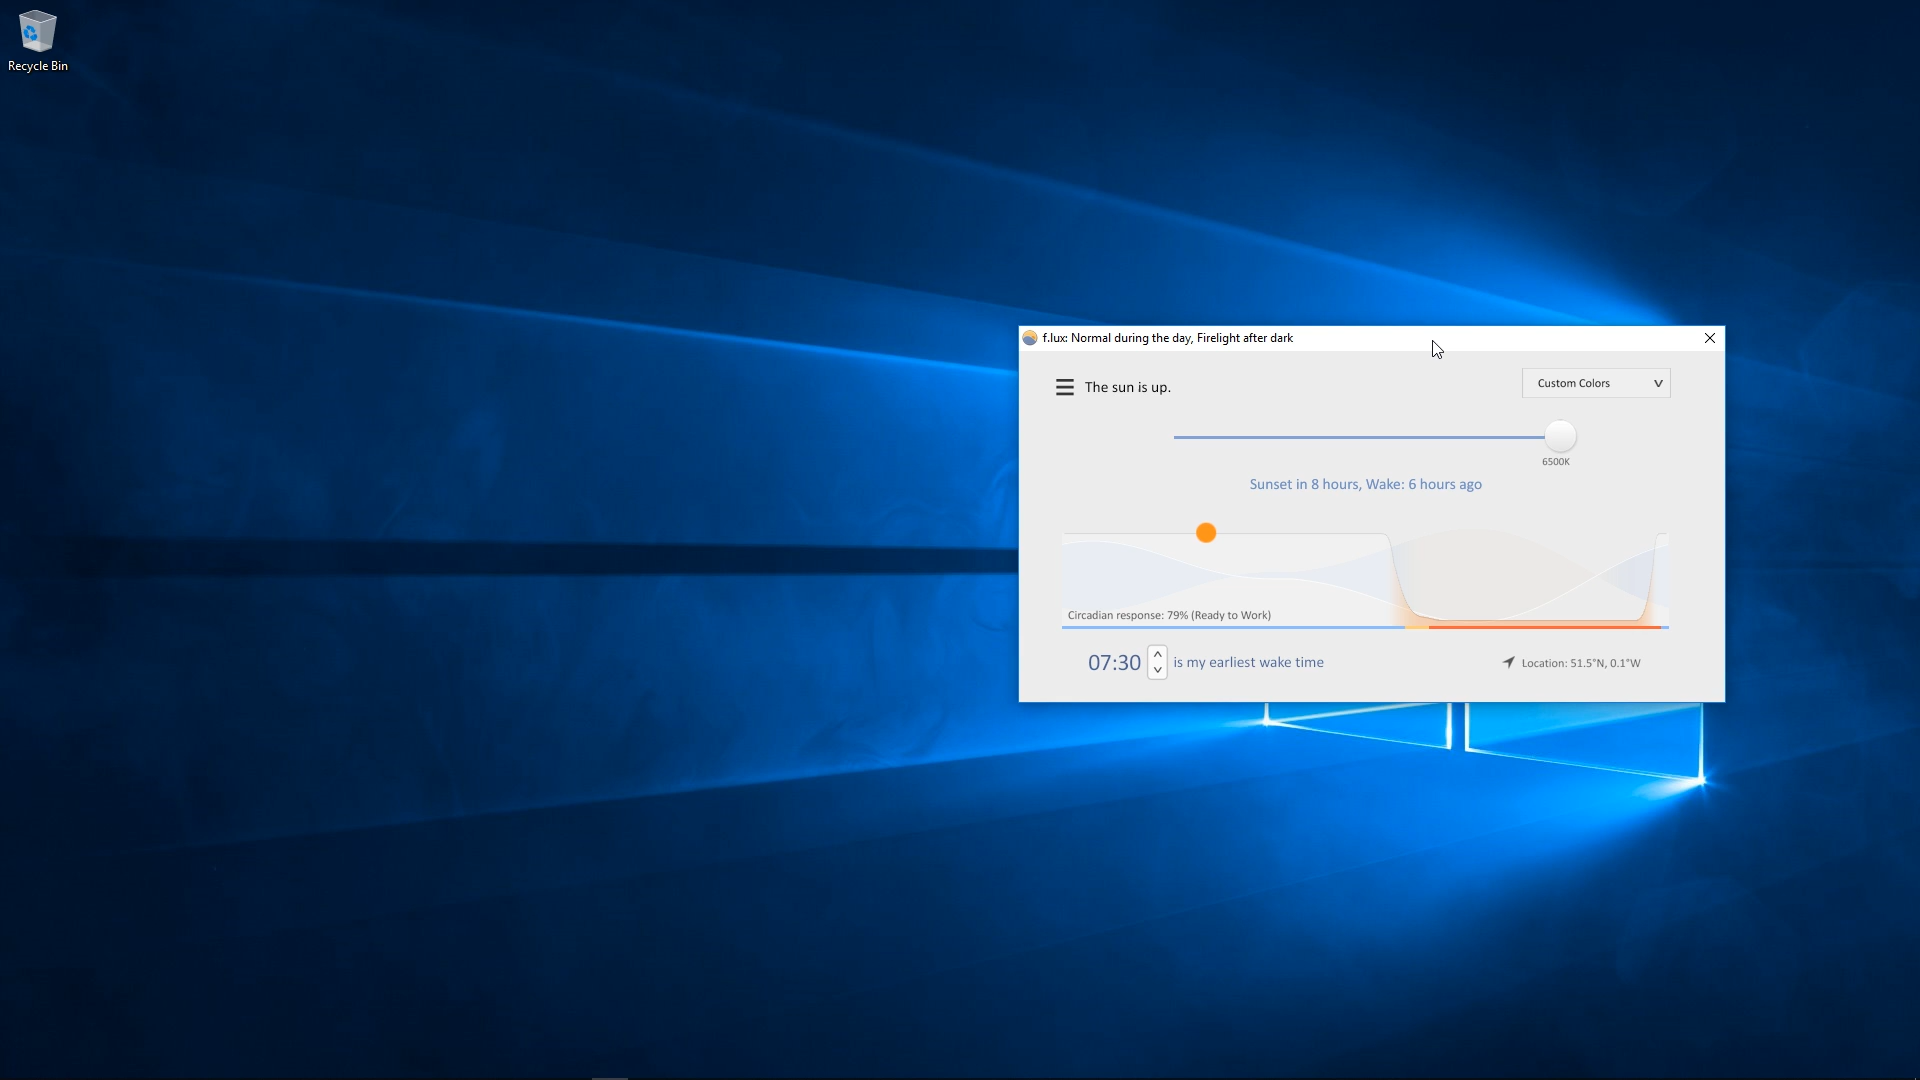 Recycle Bin
f.lux: Normal during the day, Firelight after dark
The sun is up.
Custom Colors
6500K
Sunset in 8 hours, Wake: 6 hours ago
Circadian response: 79% (Ready to Work)
07:30 is my earliest wake time
Location: 51.5°N, 0.1°W